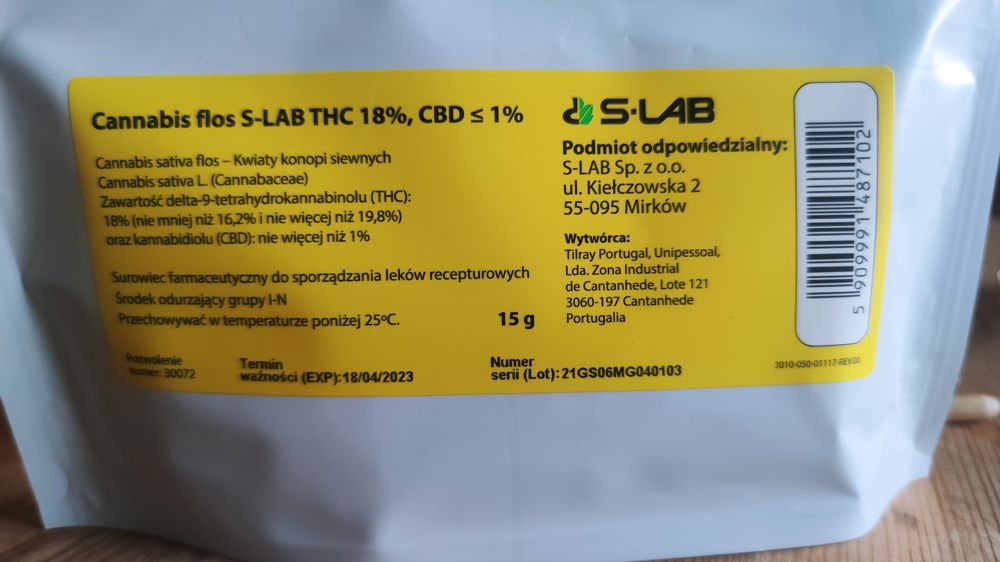 Cannabis flos S-LAB THC 18%, CBD ≤ 1%
Cannabis sativa flos – Kwiaty konopi siewnych
Cannabis sativa L. (Cannabaceae)
Zawartość delta-9-tetrahydrokannabinolu (THC):
18% (nie mniej niż 16,2% i nie więcej niż 19,8%)
oraz kannabidiolu (CBD): nie więcej niż 1%
Surowiec farmaceutyczny do sporządzania leków recepturowych
Środek odurzający grupy I-N
Przechowywać w temperaturze poniżej 25ºC.
15 g
Pozwolenie
numer: 30072
Termin
ważności (EXP): 18/04/2023
Numer
serii (Lot): 21GS06MG040103
S-LAB
Podmiot odpowiedzialny:
S-LAB Sp. z o.o.
ul. Kiełczowska 2
55-095 Mirków
Wytwórca:
Tilray Portugal, Unipessoal,
Lda. Zona Industrial
de Cantanhede, Lote 121
3060-197 Cantanhede
Portugalia
5 909991 487102
3010-050-01117-REV.00